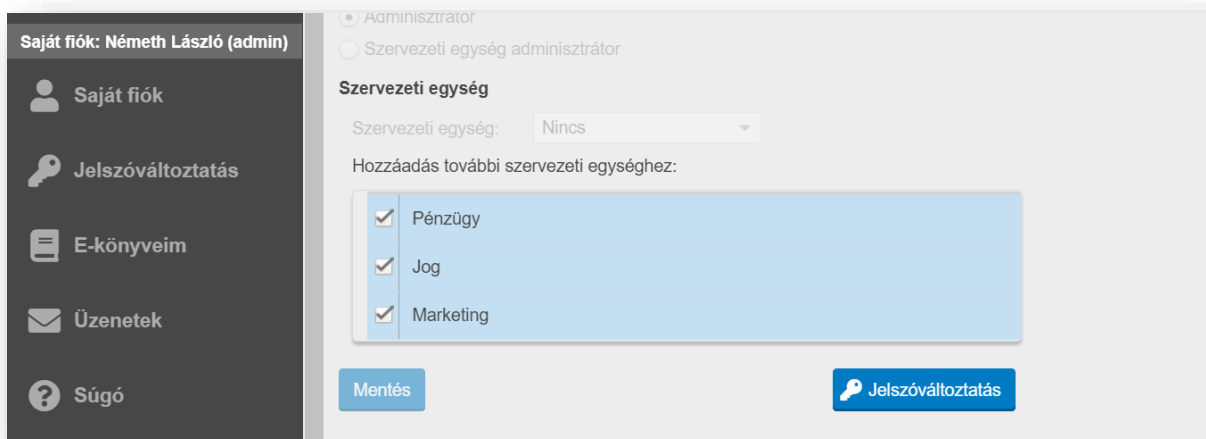 Adminisztrátor
Saját fiók: Németh László (admin)
Szervezeti egység adminisztrátor
Saját fiók
Szervezeti egység
Szervezeti egység: Nincs
Jelszóváltoztatás
Hozzáadás további szervezeti egységhez:
Pénzügy
E-könyveim
Jog
Üzenetek
Marketing
Súgó
Mentés
Jelszóváltoztatás